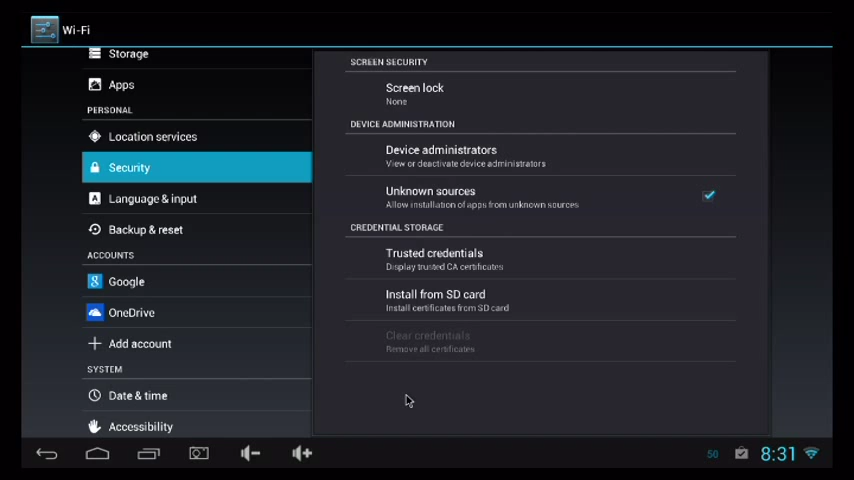 Wi-Fi
Storage
Apps
PERSONAL
Location services
Security
Language & input
Backup & reset
ACCOUNTS
Google
OneDrive
Add account
SYSTEM
Date & time
Accessibility
SCREEN SECURITY
Screen lock
None
DEVICE ADMINISTRATION
Device administrators
View or deactivate device administrators
Unknown sources
Allow installation of apps from unknown sources
CREDENTIAL STORAGE
Trusted credentials
Display trusted CA certificates
Install from SD card
Install certificates from SD card
Clear credentials
Remove all certificates
50
8:31